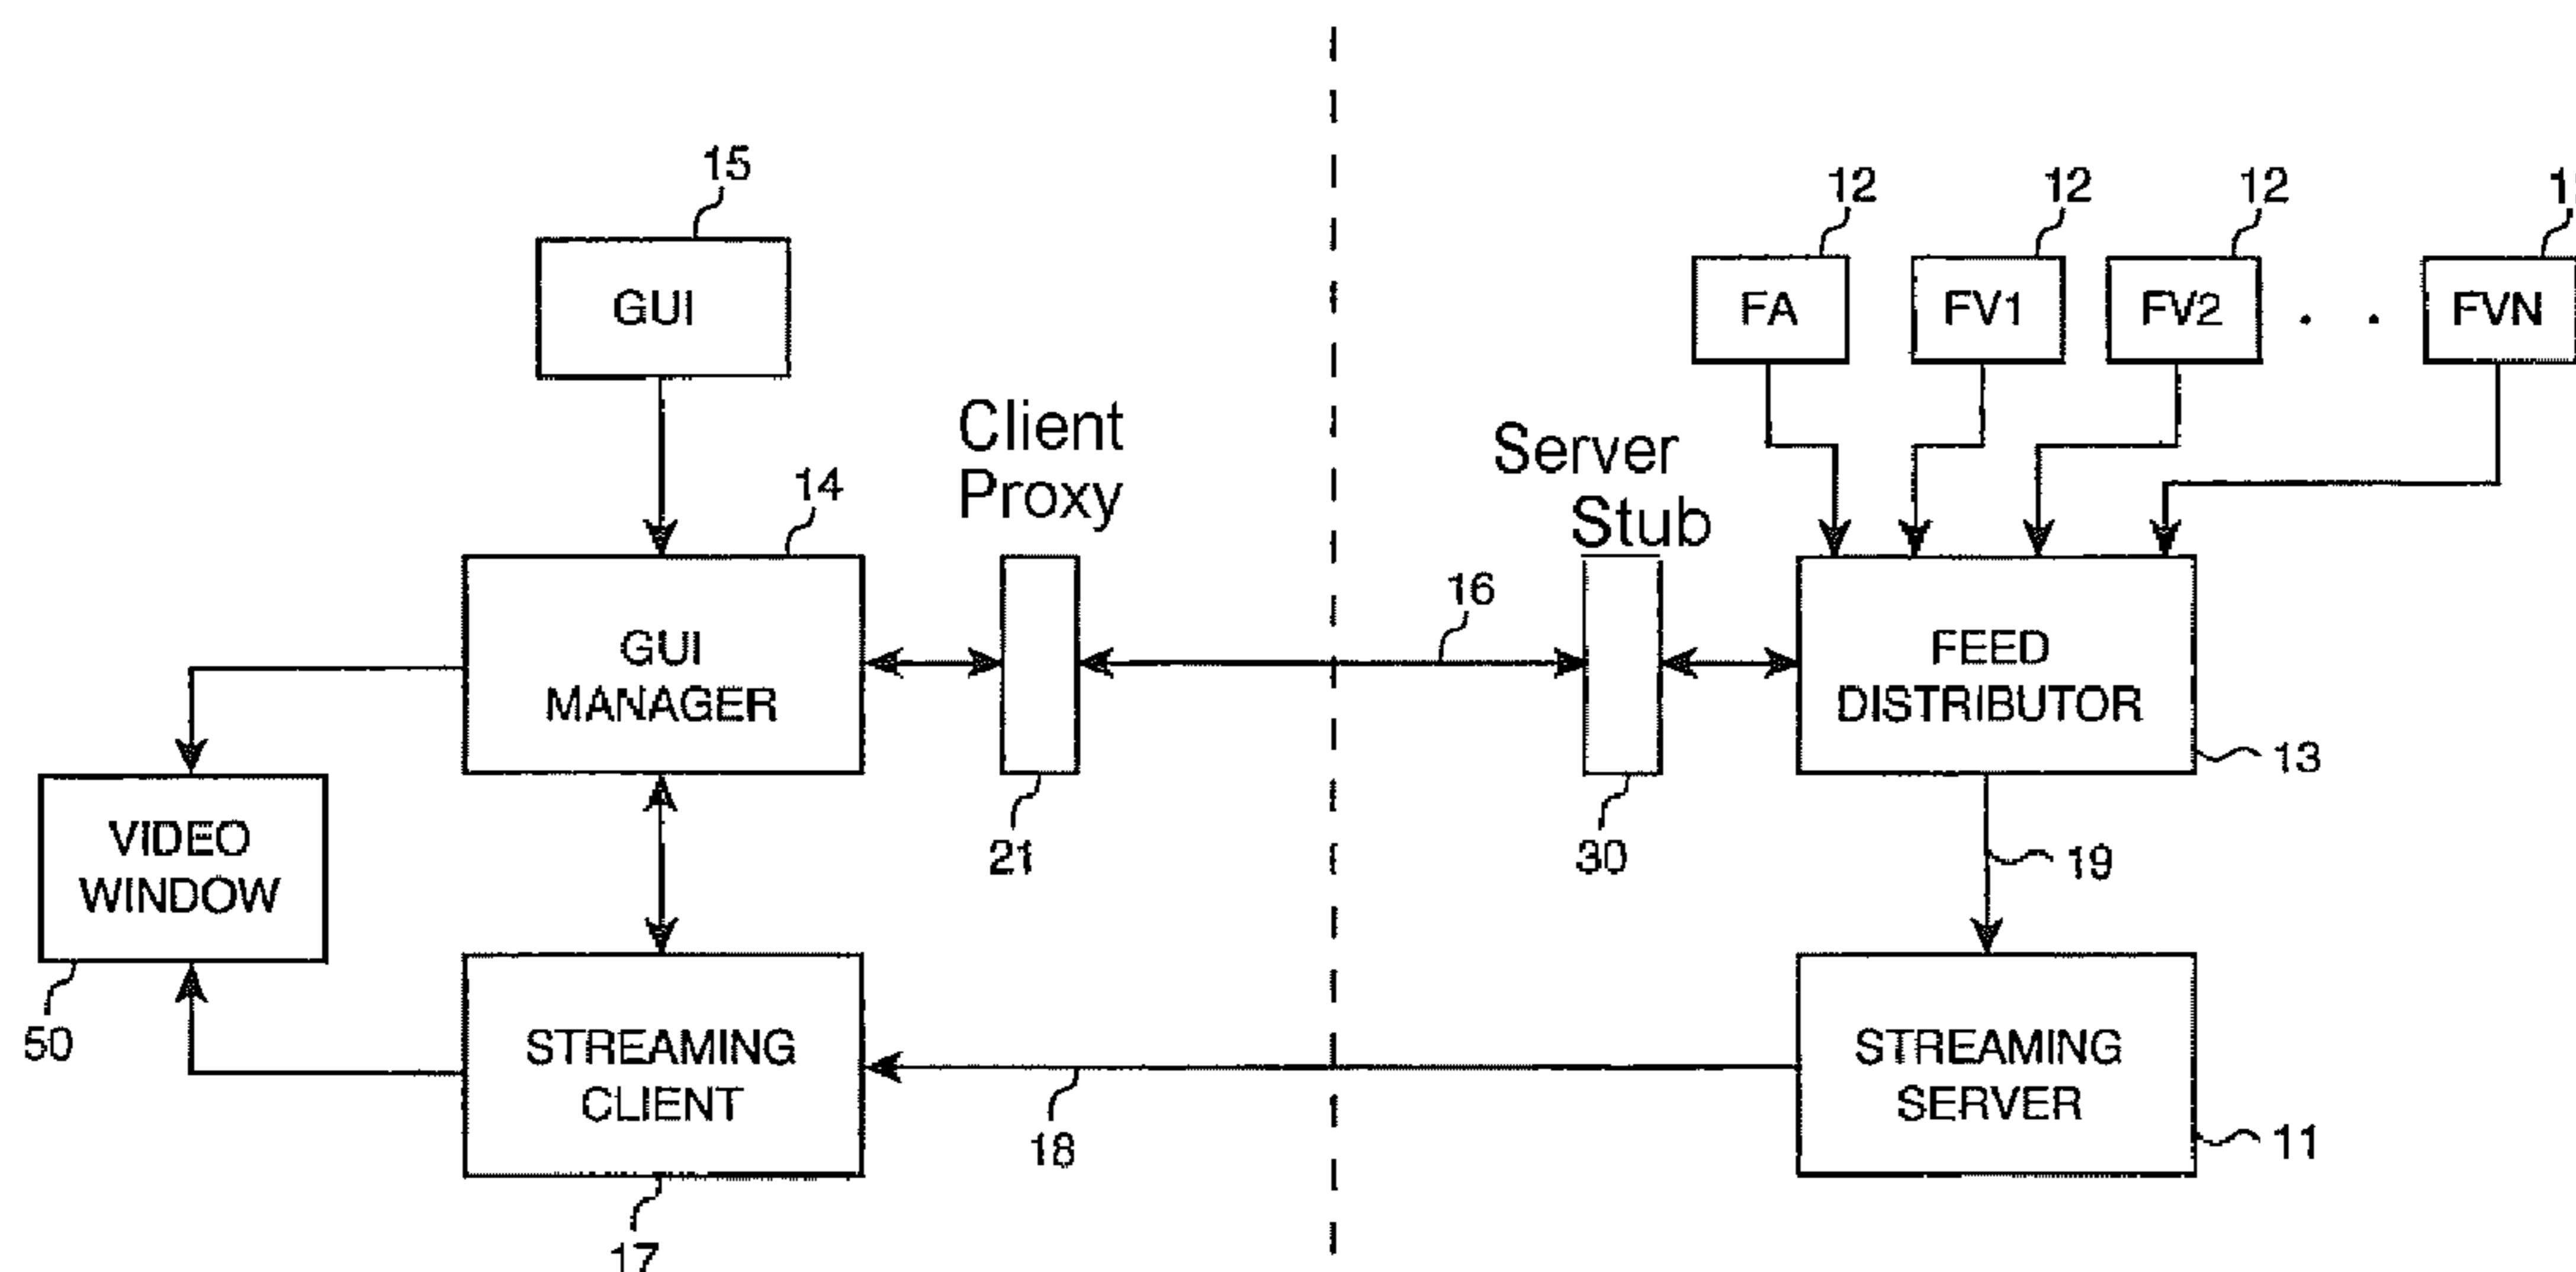 15
12
12
12
GUI
FA
FV1
FV2
. .
FVN
Client
Proxy
Server
Stub
14
16
GUI
MANAGER
FEED
DISTRIBUTOR
13
VIDEO
WINDOW
21
30
19
50
STREAMING
CLIENT
18
STREAMING
SERVER
11
17